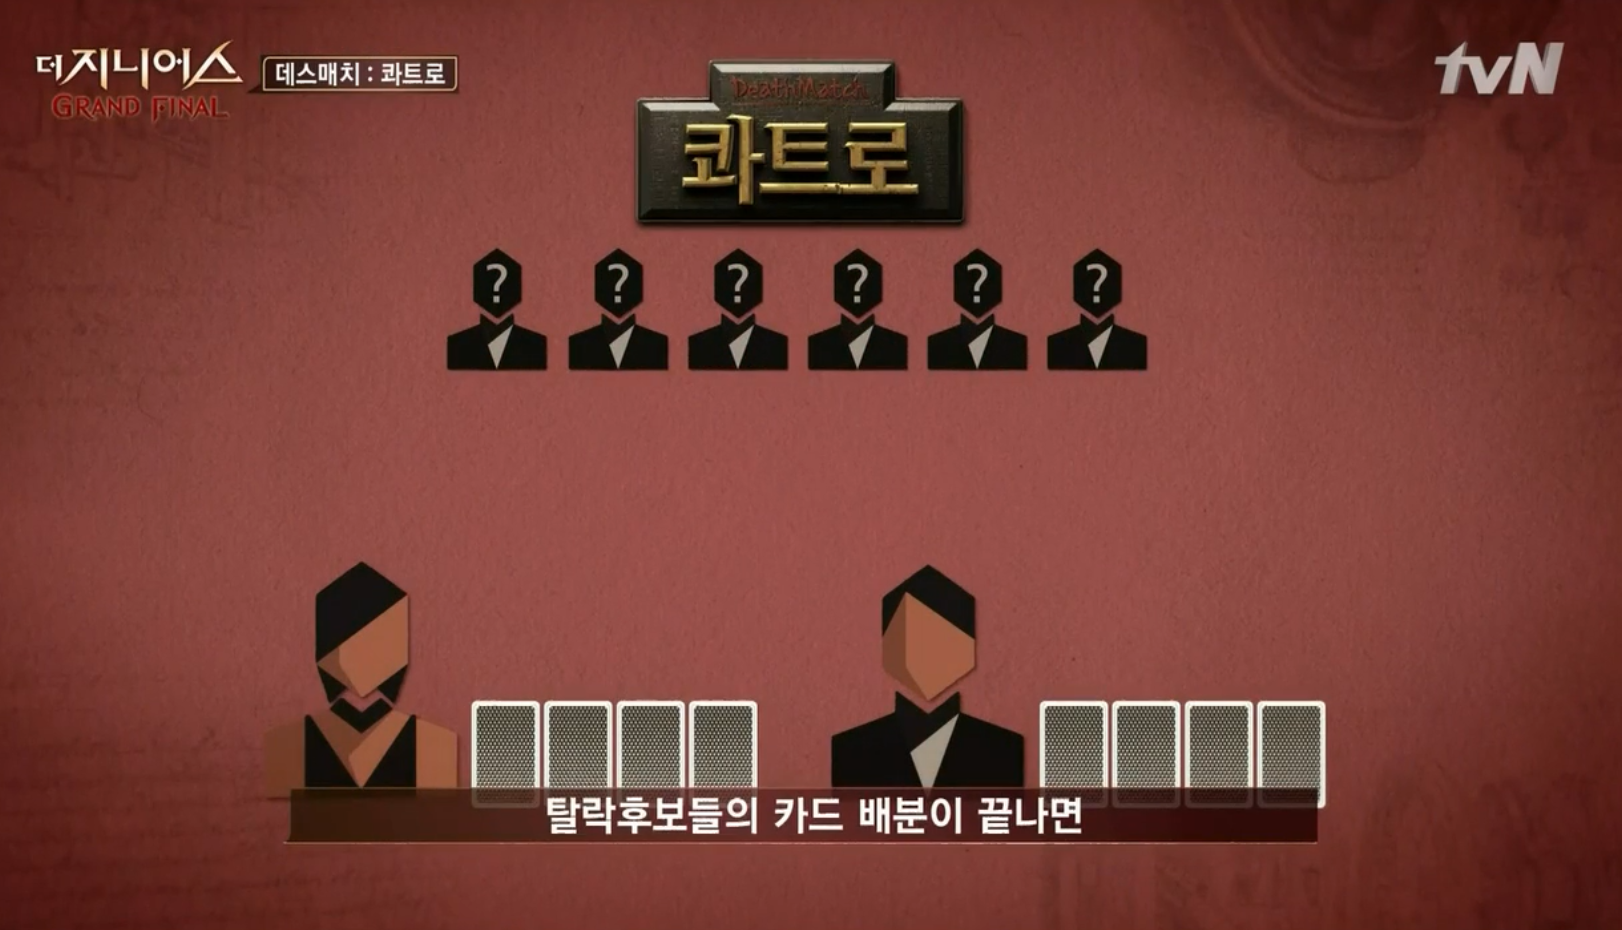 더 지니어스
GRAND FINAL
데스매치 : 콰트로
tvN
DeathMatch
콰트로
? ? ? ? ? ?
탈락후보들의 카드 배분이 끝나면